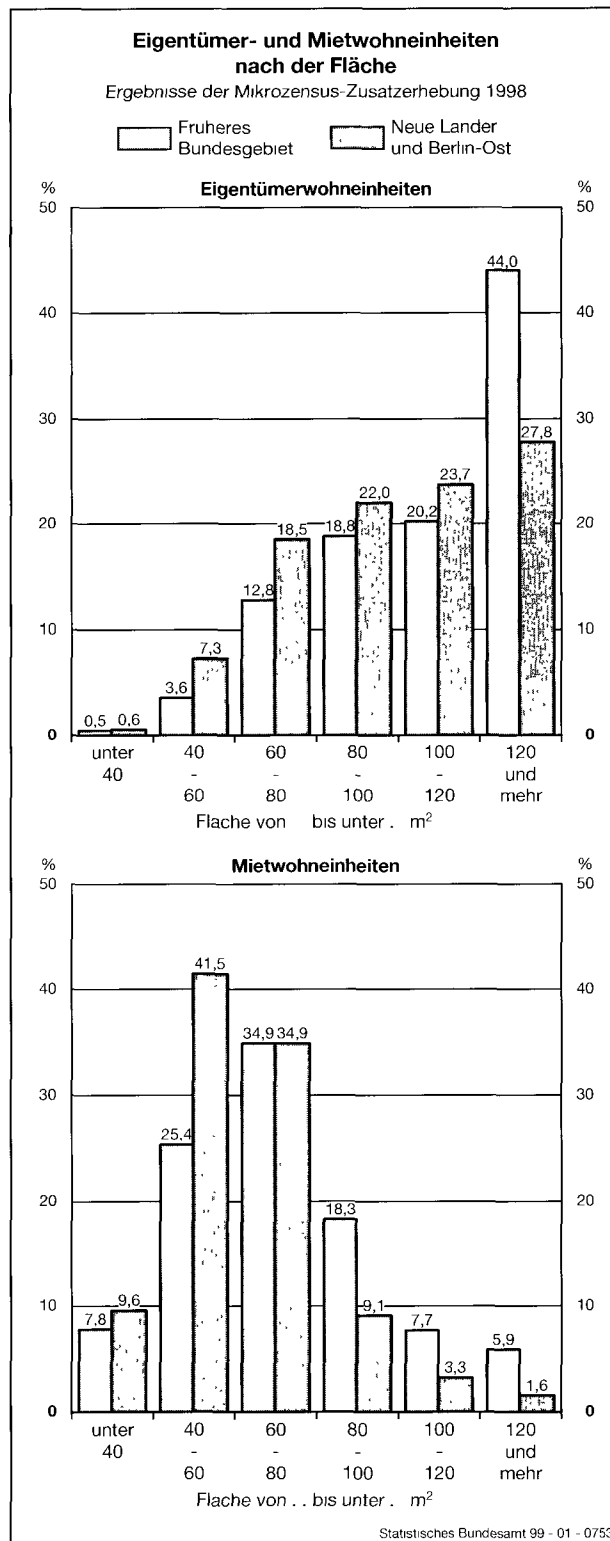 Eigentümer- und Mietwohneinheiten
nach der Fläche
Ergebnisse der Mikrozensus-Zusatzerhebung 1998
Fruheres
Bundesgebiet
Neue Lander
und Berlin-Ost
% Eigentümerwohneinheiten %
50 50
44,0
40 40
30 30
27,8
23,7
22,0
20,2
20 18,8 20
18,5
12,8
10 10
7,3
3,6
0 0,5 0,6 0
unter 40 60 80 100 120
40 - - - - und
60 80 100 120 mehr
Flache von bis unter . m²
% Mietwohneinheiten %
50 50
41,5
40 40
34,9 34,9
30 30
25,4
20 20
18,3
10 9,6 9,1 10
7,8 7,7
5,9
3,3
1,6
0 0
unter 40 60 80 100 120
40 - - - - und
60 80 100 120 mehr
Flache von . . bis unter . m²
Statistisches Bundesamt 99 - 01 - 0753